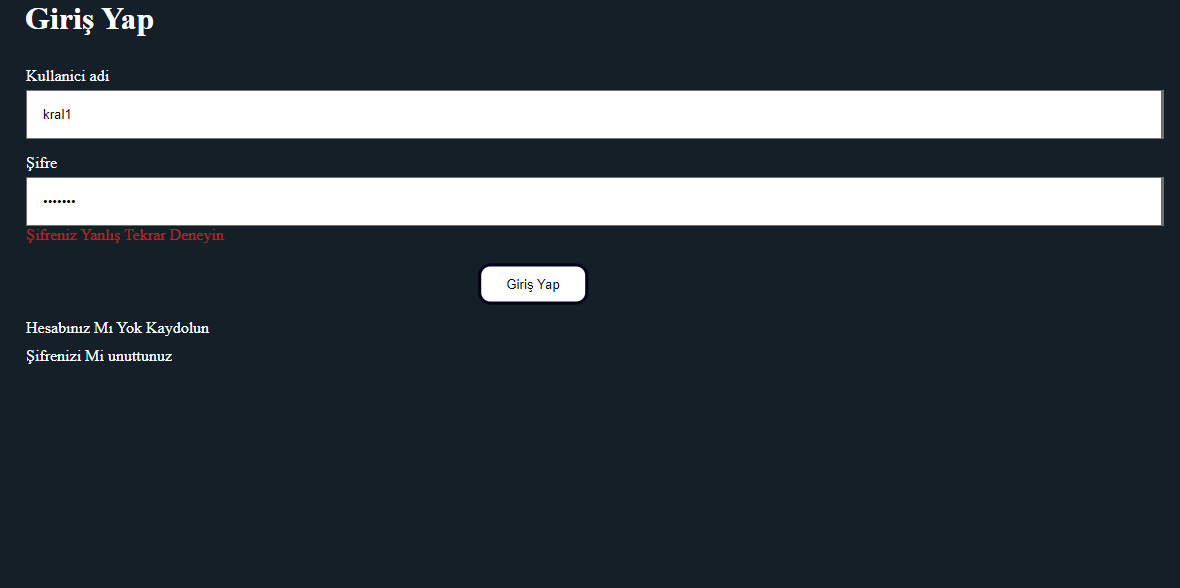 Giriş Yap
Kullanici adi
kral1
Şifre
•••••••
Şifreniz Yanlış Tekrar Deneyin
Giriş Yap
Hesabınız Mı Yok Kaydolun
Şifrenizi Mi unuttunuz